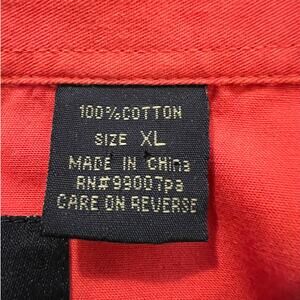 100%COTTON
SIZE XL
MADE IN CHINA
RN#99007pa
CARE ON REVERSE